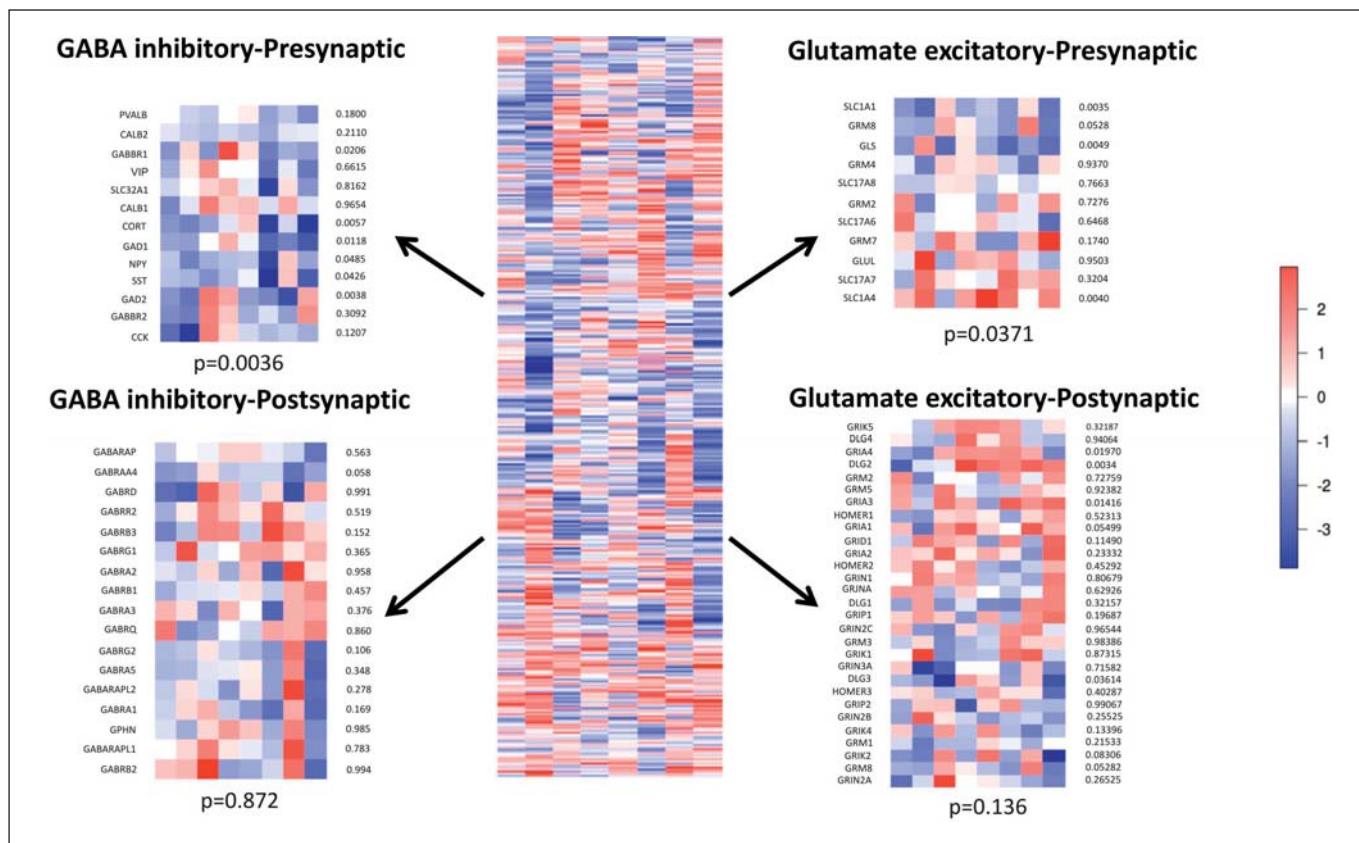 GABA inhibitory-Presynaptic
PVALB 0.1800
CALB2 0.2110
GABBR1 0.0206
VIP 0.6615
SLC32A1 0.8162
CALB1 0.9654
CORT 0.0057
GAD1 0.0118
NPY 0.0485
SST 0.0426
GAD2 0.0038
GABBR2 0.3092
CCK 0.1207
p=0.0036
Glutamate excitatory-Presynaptic
SLC1A1 0.0035
GRM8 0.0528
GLS 0.0049
GRM4 0.9370
SLC17A8 0.7663
GRM2 0.7276
SLC17A6 0.6468
GRM7 0.1740
GLUL 0.9503
SLC17A7 0.3204
SLC1A4 0.0040
p=0.0371
2
1
0
-1
-2
-3
GABA inhibitory-Postsynaptic
GABARAP 0.563
GABRAA4 0.058
GABRD 0.991
GABRR2 0.519
GABRB3 0.152
GABRG1 0.365
GABRA2 0.958
GABRB1 0.457
GABRA3 0.376
GABRQ 0.860
GABRG2 0.106
GABRA5 0.348
GABARAPL2 0.278
GABRA1 0.169
GPHN 0.985
GABARAPL1 0.783
GABRB2 0.994
p=0.872
Glutamate excitatory-Postynaptic
GRIK5 0.32187
DLG4 0.94064
GRIA4 0.01970
DLG2 0.0034
GRM2 0.72759
GRM5 0.92382
GRIA3 0.01416
HOMER1 0.52313
GRIA1 0.05499
GRID1 0.11490
GRIA2 0.23332
HOMER2 0.45292
GRIN1 0.80679
GRINA 0.62926
DLG1 0.32157
GRIP1 0.19687
GRIN2C 0.96544
GRM3 0.98386
GRIK1 0.87315
GRIN3A 0.71582
DLG3 0.03614
HOMER3 0.40287
GRIP2 0.99067
GRIN2B 0.25525
GRIK4 0.13396
GRM1 0.21533
GRIK2 0.08306
GRM8 0.05282
GRIN2A 0.26525
p=0.136